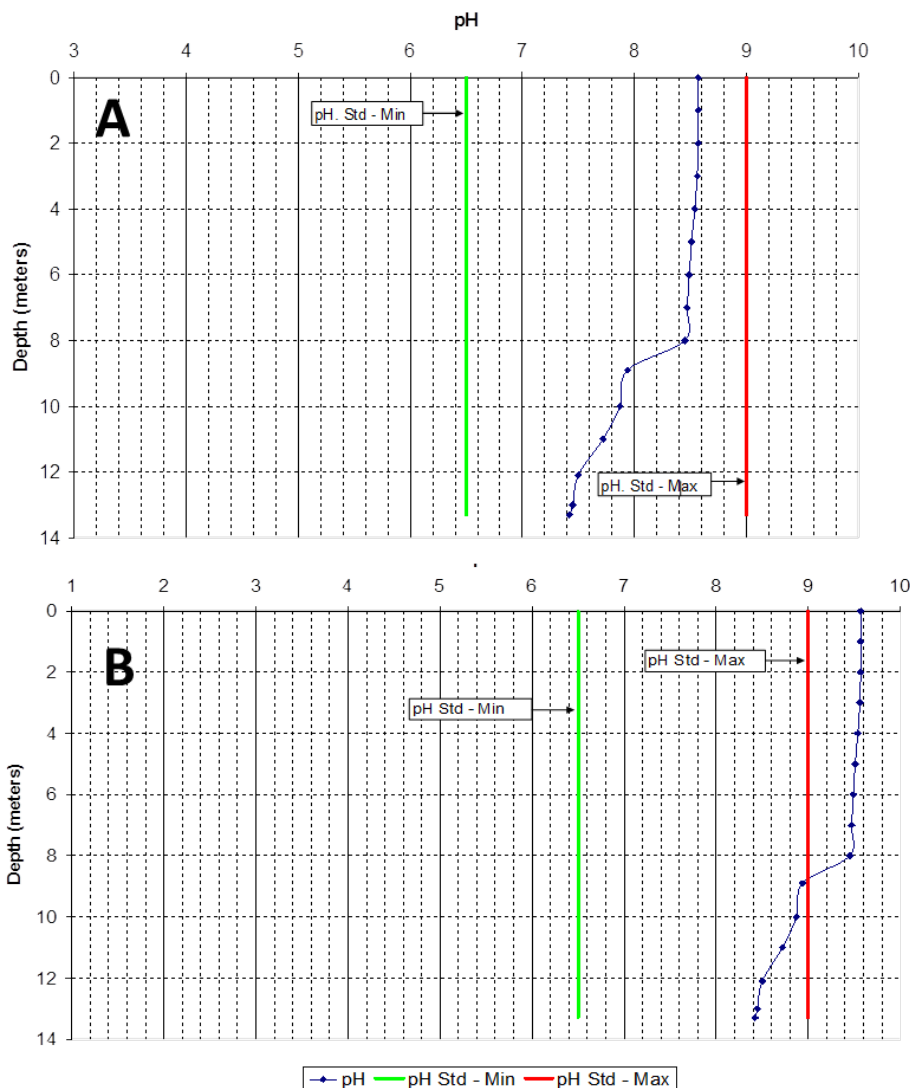 pH
3 4 5 6 7 8 9 10
0
A
pH. Std - Min
2
4
6
8
10
12
pH. Std - Max
14
Depth (meters)
1 2 3 4 5 6 7 8 9 10
0
B
pH Std - Max
2
pH Std - Min
4
6
8
10
12
14
Depth (meters)
pH pH Std - Min pH Std - Max